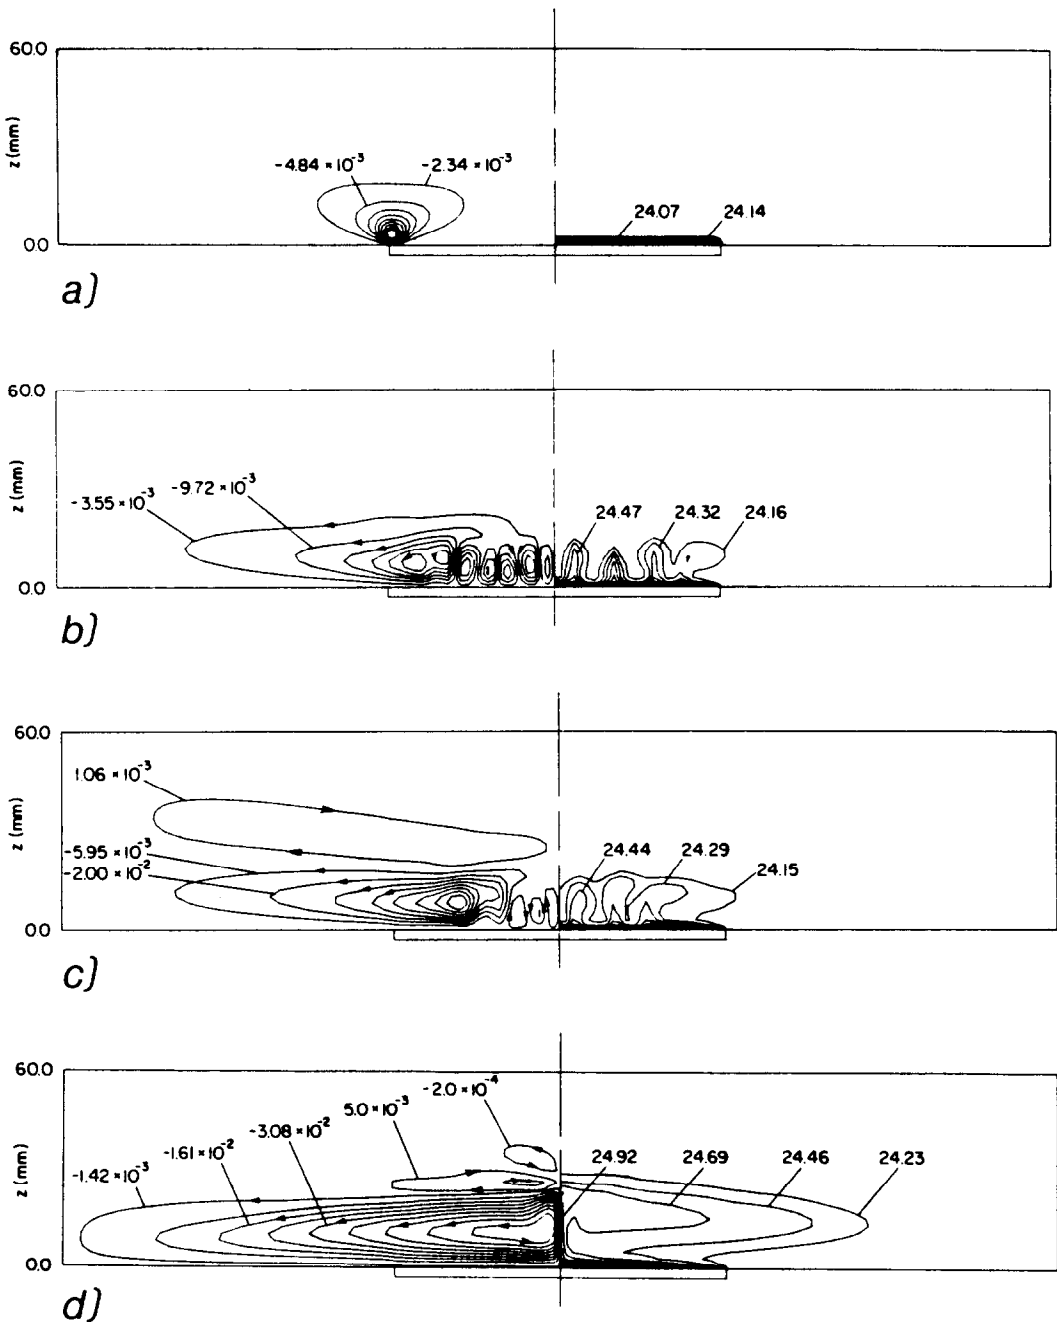 60.0
z (mm)
-4.84 × 10⁻³
-2.34 × 10⁻³
24.07
24.14
0.0
a)
60.0
z (mm)
-3.55 × 10⁻³
-9.72 × 10⁻³
24.47
24.32
24.16
0.0
b)
60.0
z (mm)
1.06 × 10⁻³
-5.95 × 10⁻³
-2.00 × 10⁻²
24.44
24.29
24.15
0.0
c)
60.0
z (mm)
-1.42 × 10⁻³
-1.61 × 10⁻²
-3.08 × 10⁻²
5.0 × 10⁻³
-2.0 × 10⁻⁴
24.92
24.69
24.46
24.23
0.0
d)